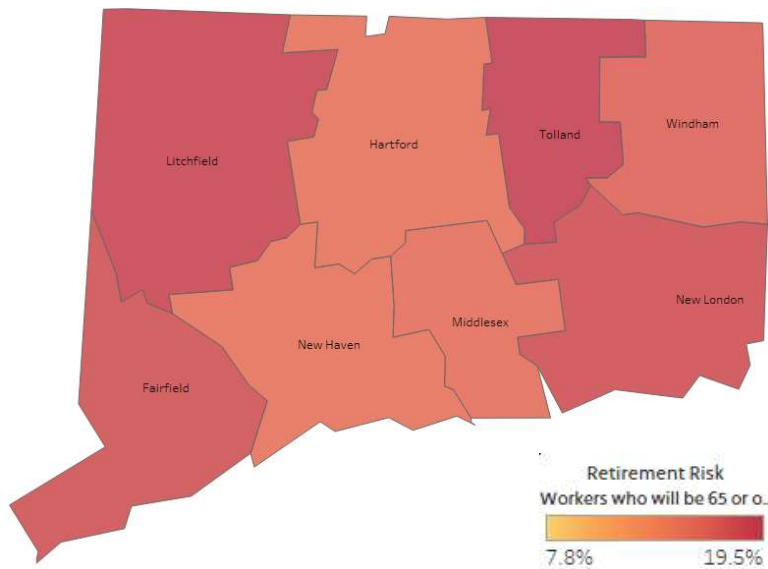 Windham
Tolland
Hartford
Litchfield
New London
Middlesex
New Haven
Fairfield
Retirement Risk
Workers who will be 65 or o..
7.8% 19.5%